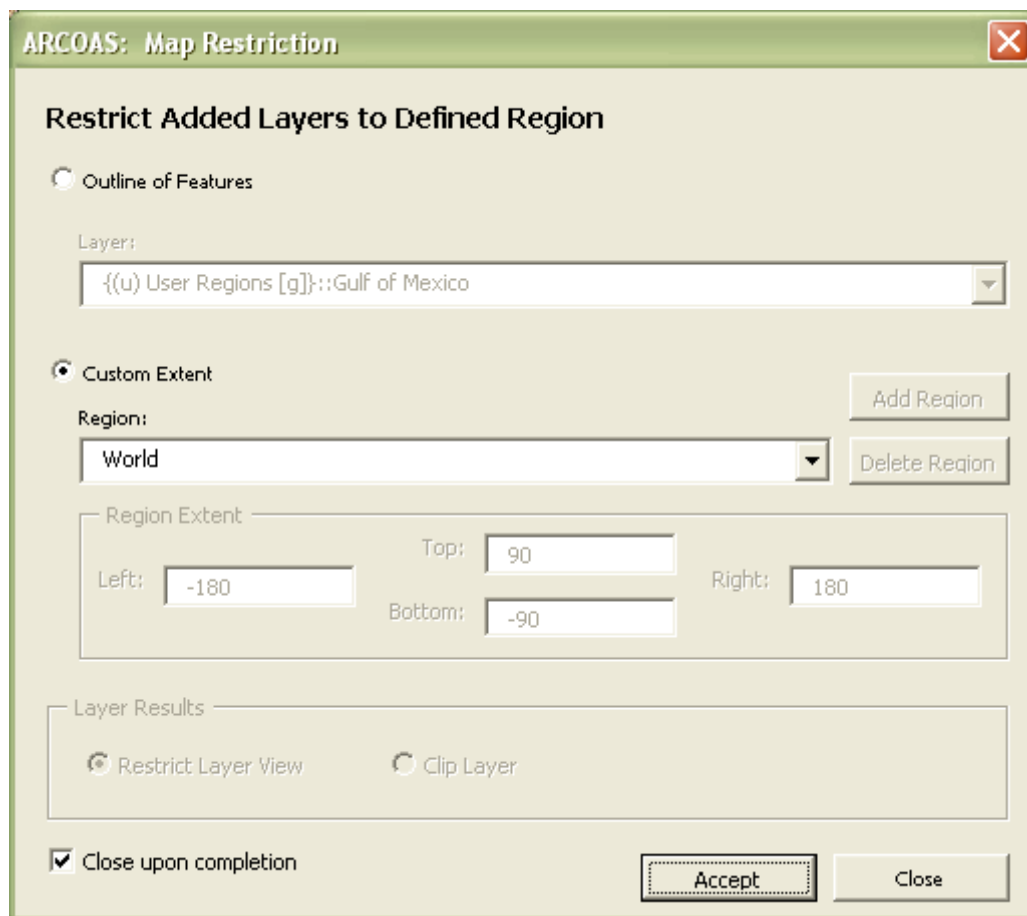 ARCOAS: Map Restriction
Restrict Added Layers to Defined Region
Outline of Features
Layer:
{(u) User Regions [g]}::Gulf of Mexico
Custom Extent
Add Region
Region:
World
Delete Region
Region Extent
Top: 90
Left: -180
Right: 180
Bottom: -90
Layer Results
Restrict Layer View Clip Layer
Close upon completion
Accept Close